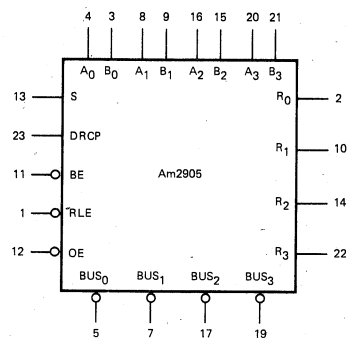 4 3 8 9 16 15 20 21
A0 B0 A1 B1 A2 B2 A3 B3
13 S R0 2
23 DRCP R1 10
11 BE Am2905
1 RLE R2 14
12 OE R3 22
BUS0 BUS1 BUS2 BUS3
5 7 17 19